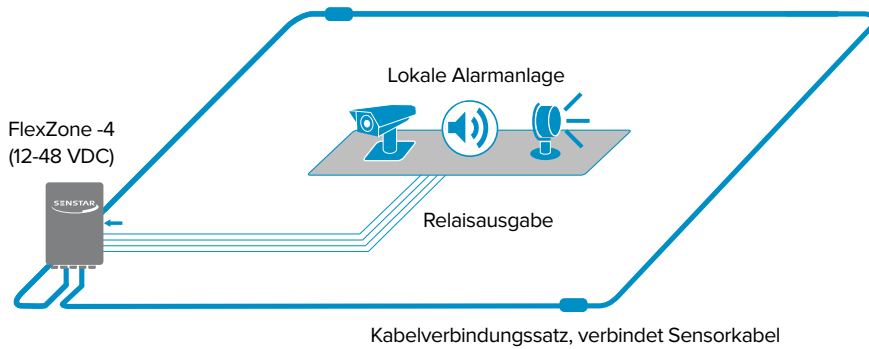 Lokale Alarmanlage
FlexZone -4
(12-48 VDC)
SENSTAR
Relaisausgabe
Kabelverbindungssatz, verbindet Sensorkabel